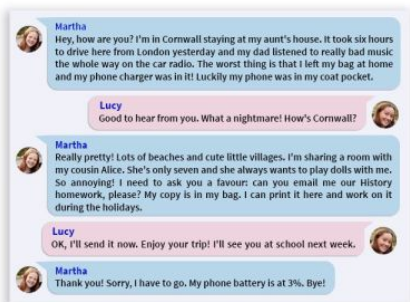 Martha
Hey, how are you? I'm in Cornwall staying at my aunt's house. It took six hours
to drive here from London yesterday and my dad listened to really bad music
the whole way on the car radio. The worst thing is that I left my bag at home
and my phone charger was in it! Luckily my phone was in my coat pocket.
Lucy
Good to hear from you. What a nightmare! How's Cornwall?
Martha
Really pretty! Lots of beaches and cute little villages. I'm sharing a room with
my cousin Alice. She's only seven and she always wants to play dolls with me.
So annoying! I need to ask you a favour: can you email me our History
homework, please? My copy is in my bag. I can print it here and work on it
during the holidays.
Lucy
OK, I'll send it now. Enjoy your trip! I'll see you at school next week.
Martha
Thank you! Sorry, I have to go. My phone battery is at 3%. Bye!